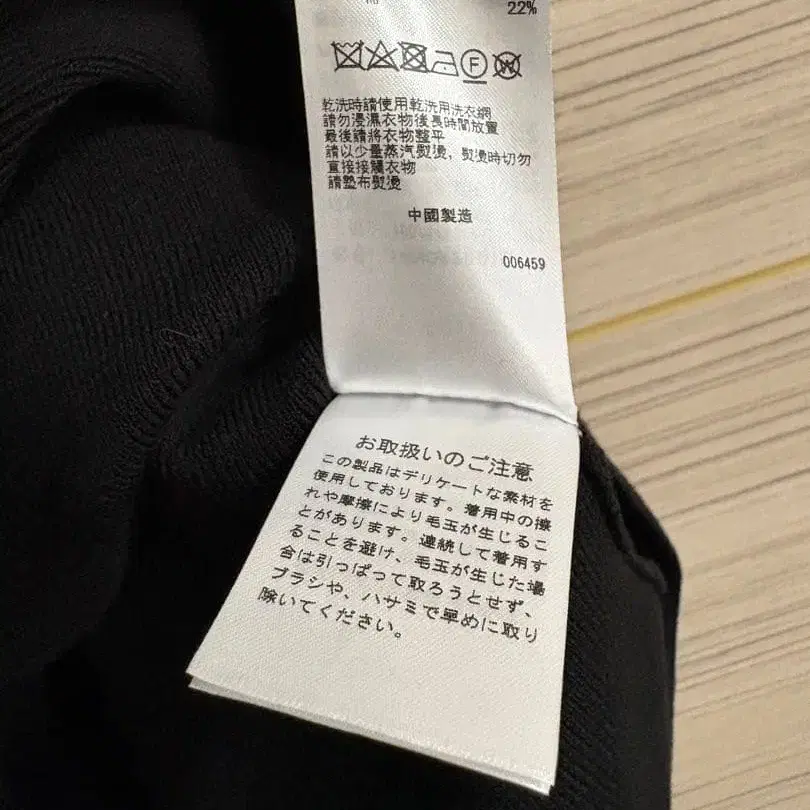 22%
F W
乾洗時請使用乾洗用洗衣網
請勿浸濕衣物後長時間放置
最後請將衣物整平
請以少量蒸汽熨燙，熨燙時切勿
直接接觸衣物
請墊布熨燙
中國製造
006459
お取扱いのご注意
この製品はデリケートな素材を
使用しております。着用中の擦
れや摩擦により毛玉が生じるこ
とがあります。連続して着用す
ることを避け、毛玉が生じた場
合は引っぱって取ろうとせず、
ブラシや、ハサミで早めに取り
除いてください。